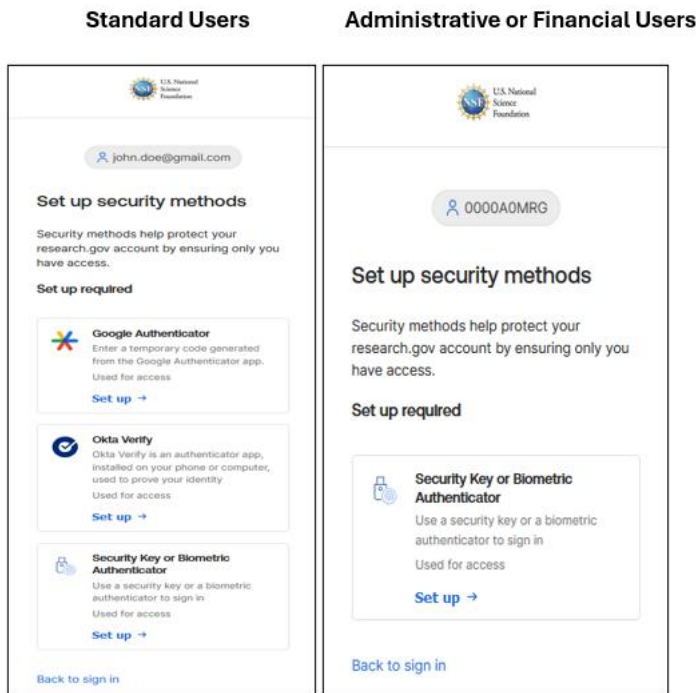 Standard Users
U.S. National
Science
Foundation
NSF
john.doe@gmail.com
Set up security methods
Security methods help protect your
research.gov account by ensuring only you
have access.
Set up required
Google Authenticator
Enter a temporary code generated
from the Google Authenticator app.
Used for access
Set up →
Okta Verify
Okta Verify is an authenticator app,
installed on your phone or computer,
used to prove your identity
Used for access
Set up →
Security Key or Biometric
Authenticator
Use a security key or a biometric
authenticator to sign in
Used for access
Set up →
Back to sign in
Administrative or Financial Users
NSF
U.S. National
Science
Foundation
0000A0MRG
Set up security methods
Security methods help protect your
research.gov account by ensuring only you
have access.
Set up required
Security Key or Biometric
Authenticator
Use a security key or a biometric
authenticator to sign in
Used for access
Set up →
Back to sign in